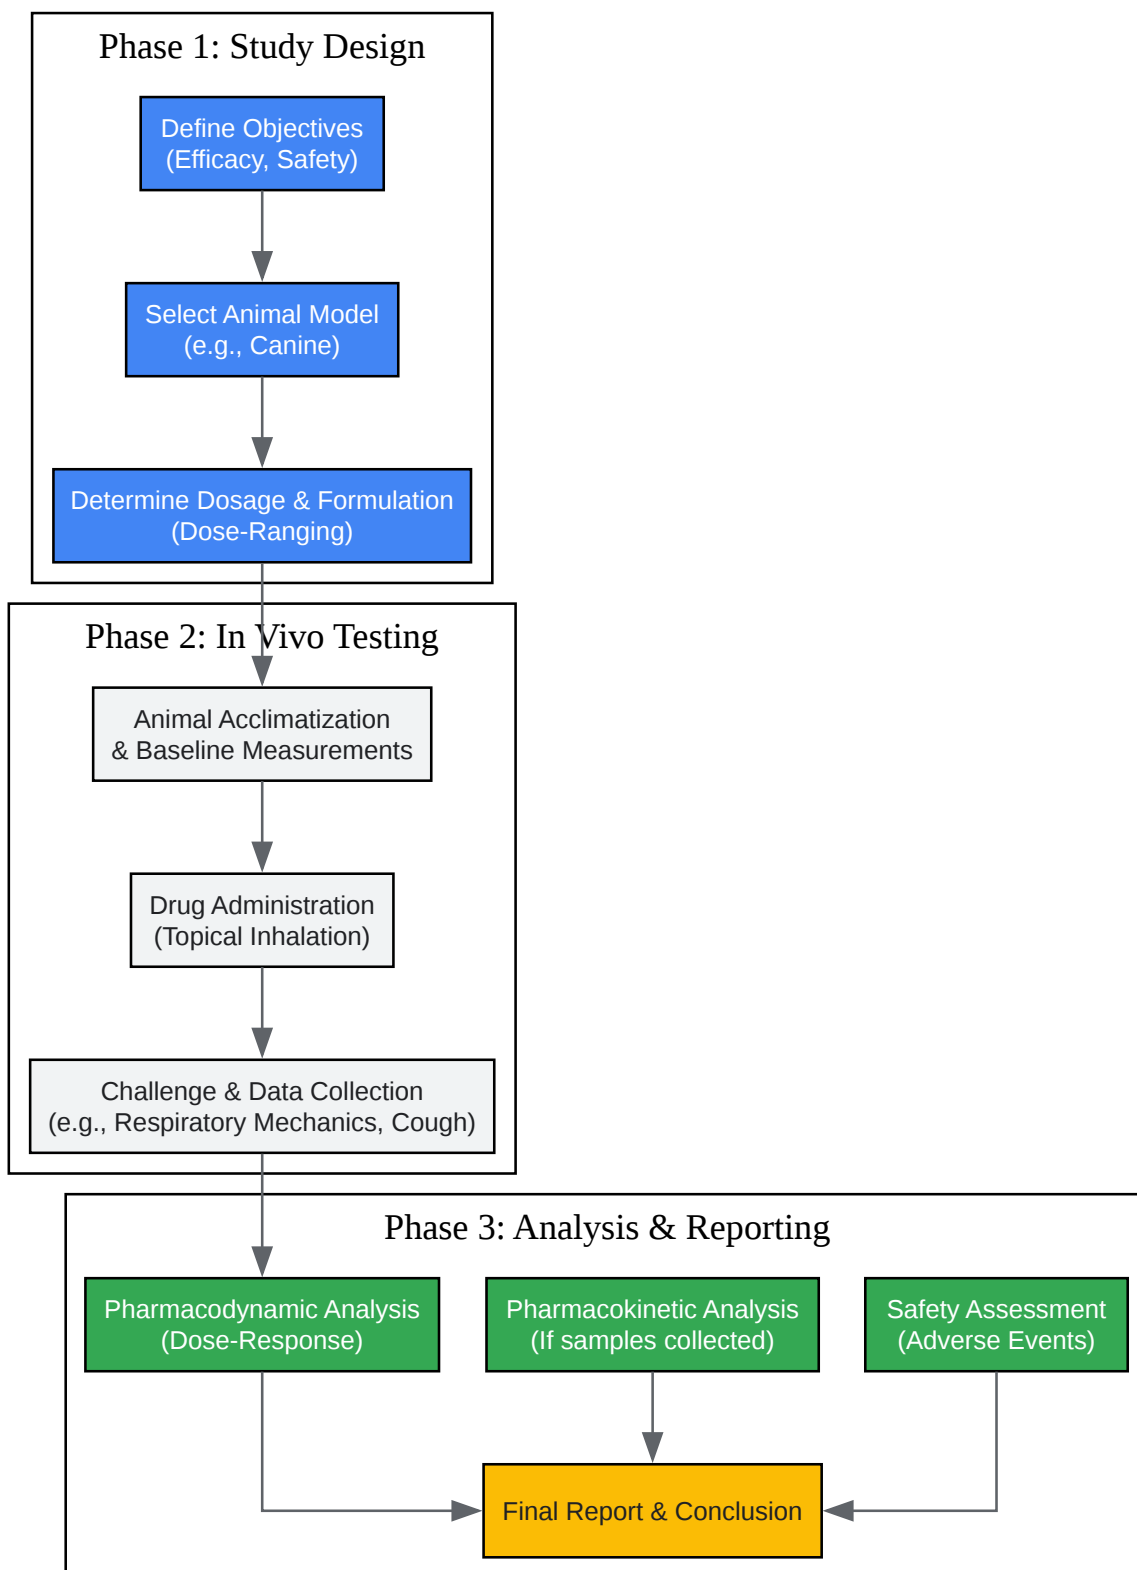 Phase 1: Study Design
Define Objectives
(Efficacy, Safety)
Select Animal Model
(e.g., Canine)
Determine Dosage & Formulation
(Dose-Ranging)
Phase 2: In Vivo Testing
Animal Acclimatization
& Baseline Measurements
Drug Administration
(Topical Inhalation)
Challenge & Data Collection
(e.g., Respiratory Mechanics, Cough)
Phase 3: Analysis & Reporting
Pharmacodynamic Analysis
(Dose-Response)
Pharmacokinetic Analysis
(If samples collected)
Safety Assessment
(Adverse Events)
Final Report & Conclusion